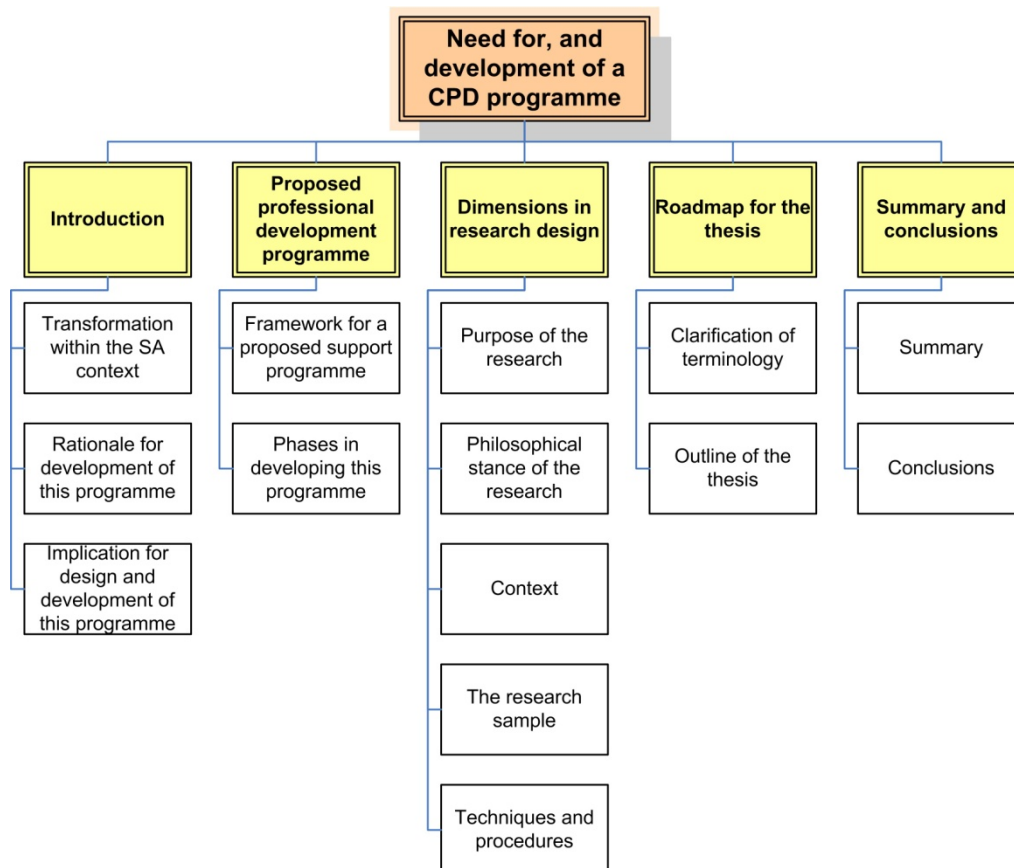 Need for, and
development of a
CPD programme
Introduction
Transformation
within the SA
context
Rationale for
development of
this programme
Implication for
design and
development of
this programme
Proposed
professional
development
programme
Framework for a
proposed support
programme
Phases in
developing this
programme
Dimensions in
research design
Purpose of the
research
Philosophical
stance of the
research
Context
The research
sample
Techniques and
procedures
Roadmap for the
thesis
Clarification of
terminology
Outline of the
thesis
Summary and
conclusions
Summary
Conclusions